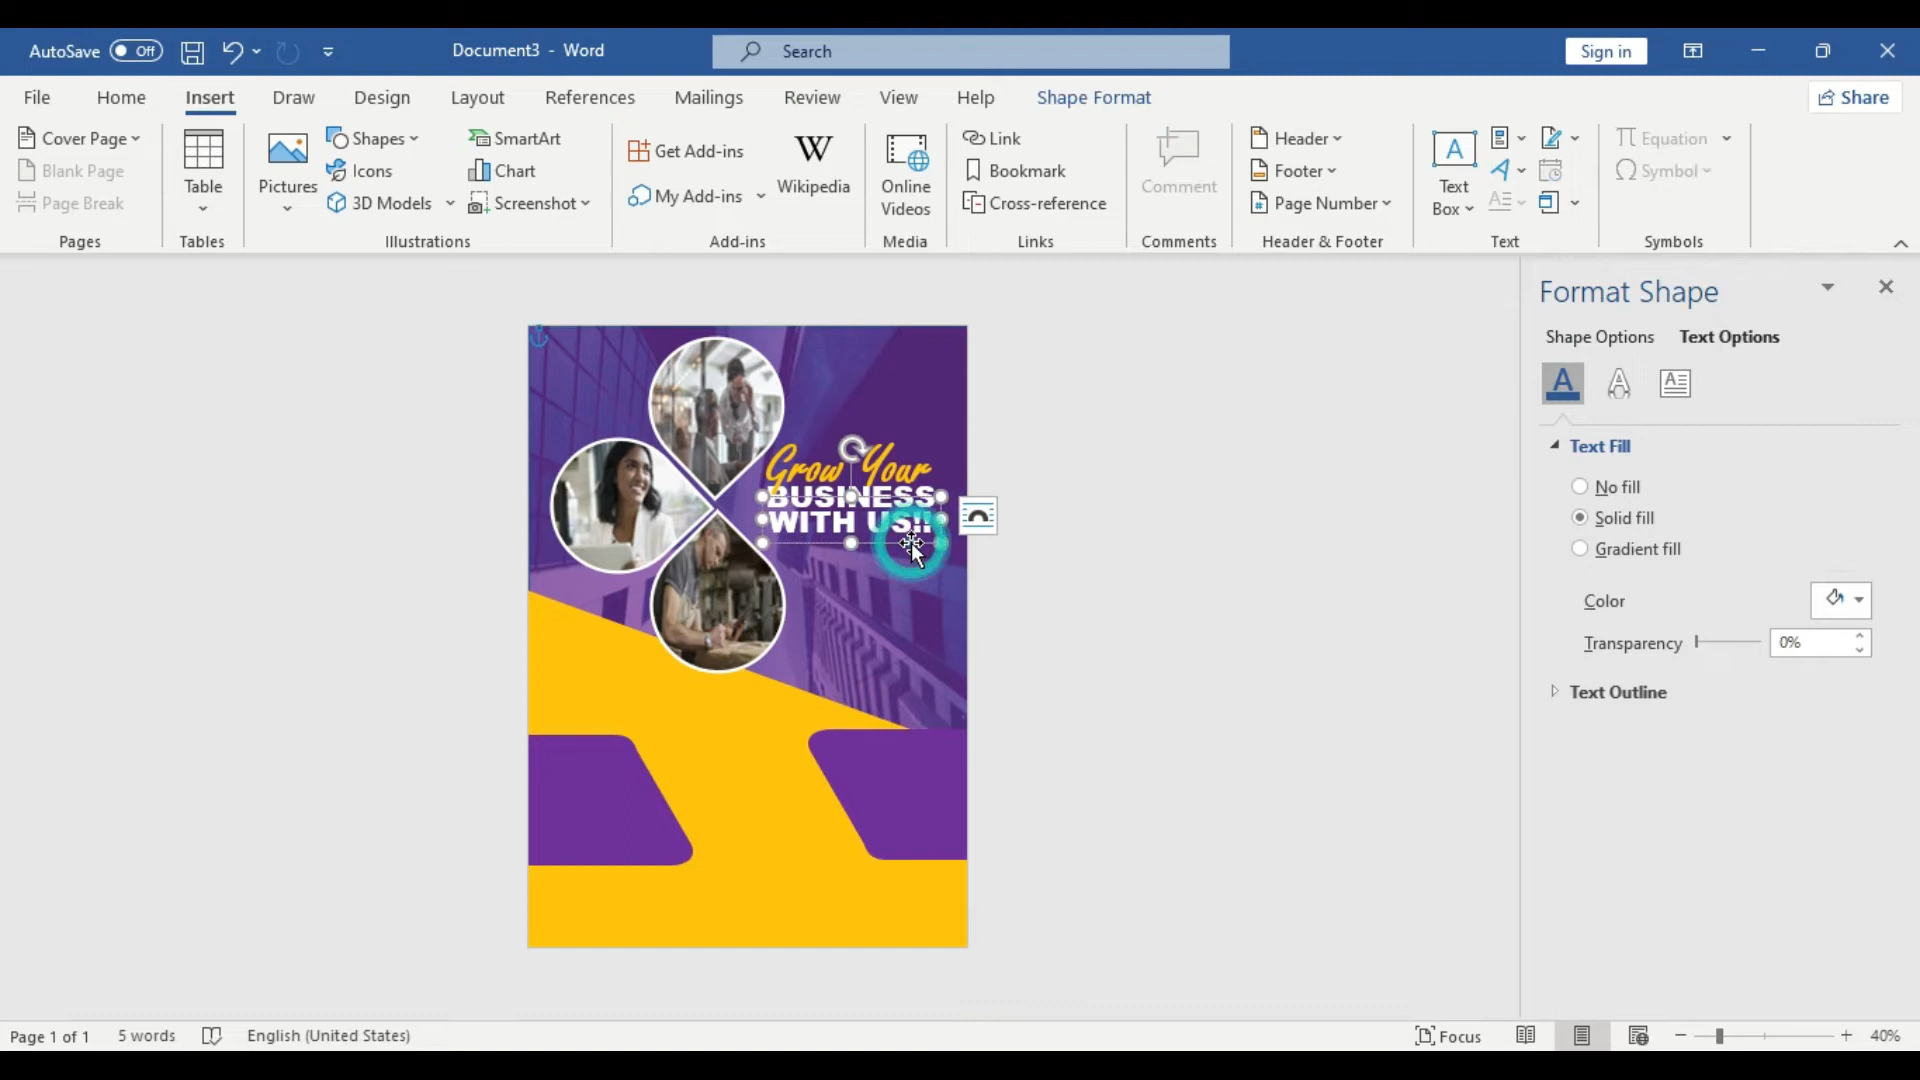 AutoSave Off Document3 - Word Search Sign in
File Home Insert Draw Design Layout References Mailings Review View Help Shape Format Share
Cover Page
Blank Page
Page Break
Pages
Table
Tables
Pictures
Shapes
Icons
3D Models
SmartArt
Chart
Screenshot
Illustrations
Get Add-ins
My Add-ins
W
Wikipedia
Add-ins
Online
Videos
Media
Link
Bookmark
Cross-reference
Links
Comment
Comments
Header
Footer
Page Number
Header & Footer
Text
Box
Text
Equation
Symbol
Symbols
Grow Your
BUSINESS
WITH US!!
Format Shape
Shape Options Text Options
Text Fill
No fill
Solid fill
Gradient fill
Color
Transparency 0%
Text Outline
Page 1 of 1 5 words English (United States) Focus 40%